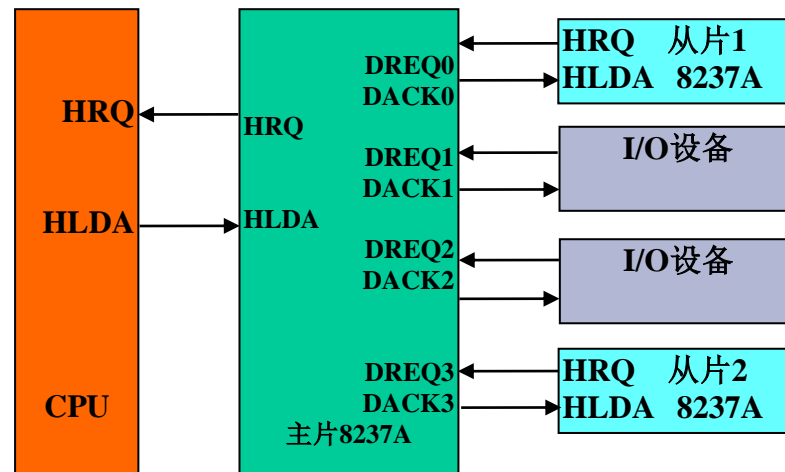 HRQ
HLDA
CPU
HRQ
HLDA
DREQ0
DACK0
DREQ1
DACK1
DREQ2
DACK2
DREQ3
DACK3
主片8237A
HRQ 从片1
HLDA 8237A
I/O设备
I/O设备
HRQ 从片2
HLDA 8237A